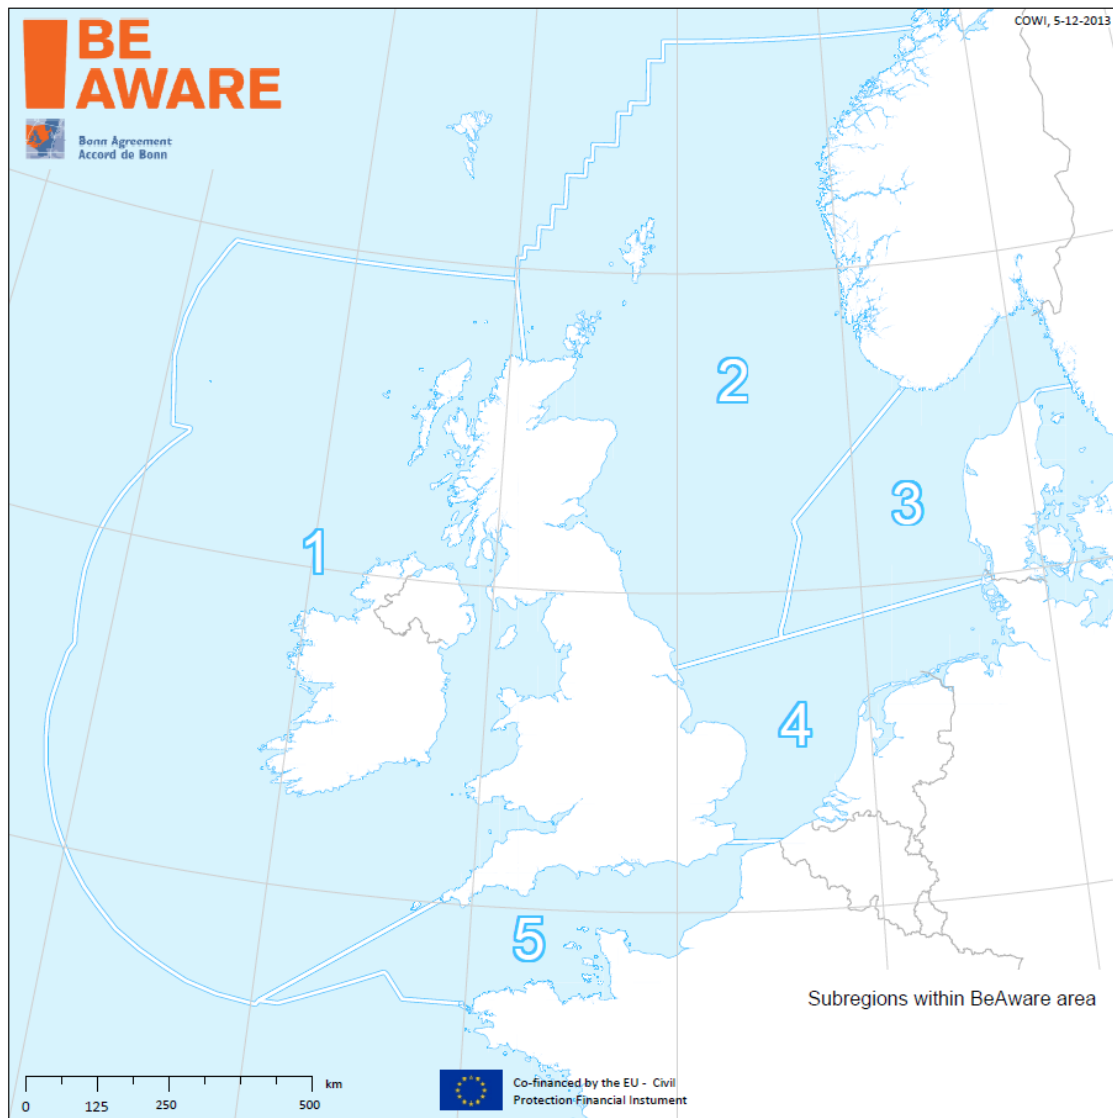 COWI, 5-12-2013
BE
AWARE
Bonn Agreement
Accord de Bonn
2
3
1
4
5
Subregions within BeAware area
km
0 125 250 500
Co-financed by the EU - Civil
Protection Financial Instument